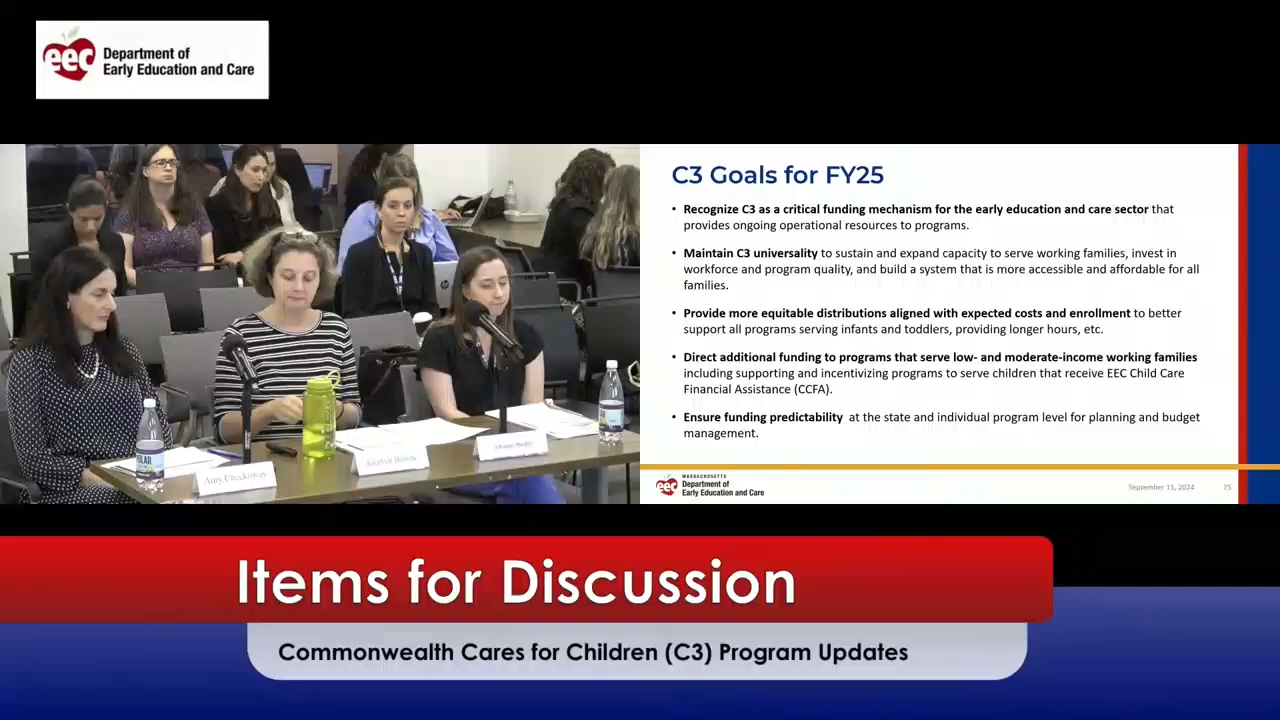 eec
Department of
Early Education and Care
C3 Goals for FY25
• Recognize C3 as a critical funding mechanism for the early education and care sector that
provides ongoing operational resources to programs.
• Maintain C3 universality to sustain and expand capacity to serve working families, invest in
workforce and program quality, and build a system that is more accessible and affordable for all
families.
• Provide more equitable distributions aligned with expected costs and enrollment to better
support all programs serving infants and toddlers, providing longer hours, etc.
• Direct additional funding to programs that serve low- and moderate-income working families
including supporting and incentivizing programs to serve children that receive EEC Child Care
Financial Assistance (CCFA).
• Ensure funding predictability at the state and individual program level for planning and budget
management.
eec
MASSACHUSETTS
Department of
Early Education and Care
September 11, 2024
25
Amy Checkoway
Jocelyn
Items for Discussion
Commonwealth Cares for Children (C3) Program Updates